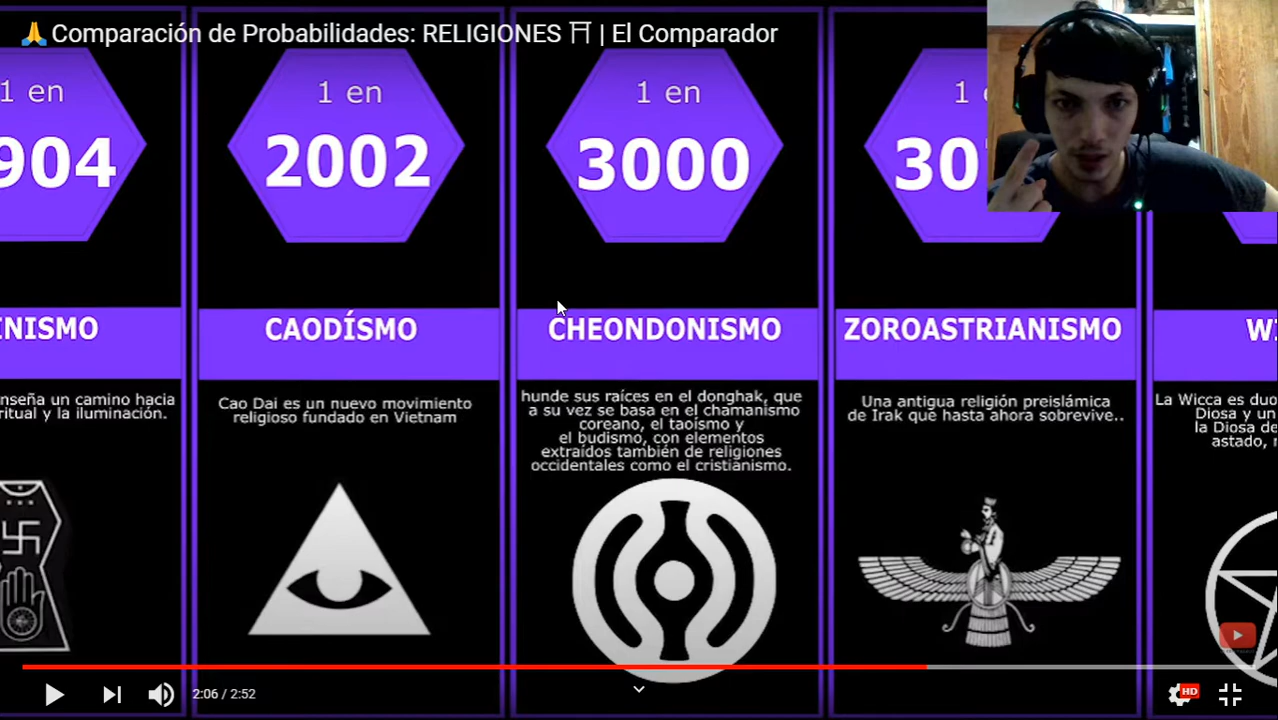 🙏Comparación de Probabilidades: RELIGIONES ⛩ | El Comparador
1 en
904
INISMO
nseña un camino hacia
ritual y la iluminación.
1 en
2002
CAODÍSMO
Cao Dai es un nuevo movimiento
religioso fundado en Vietnam
1 en
3000
CHEONDONISMO
hunde sus raíces en el donghak, que
a su vez se basa en el chamanismo
coreano, el taoísmo y
el budismo, con elementos
extraídos también de religiones
occidentales como el cristianismo.
1
30
ZOROASTRIANISMO
Una antigua religión preislámica
de Irak que hasta ahora sobrevive..
WI
La Wicca es duo
Diosa y un
la Diosa de
astado, r
2:06 / 2:52
HD